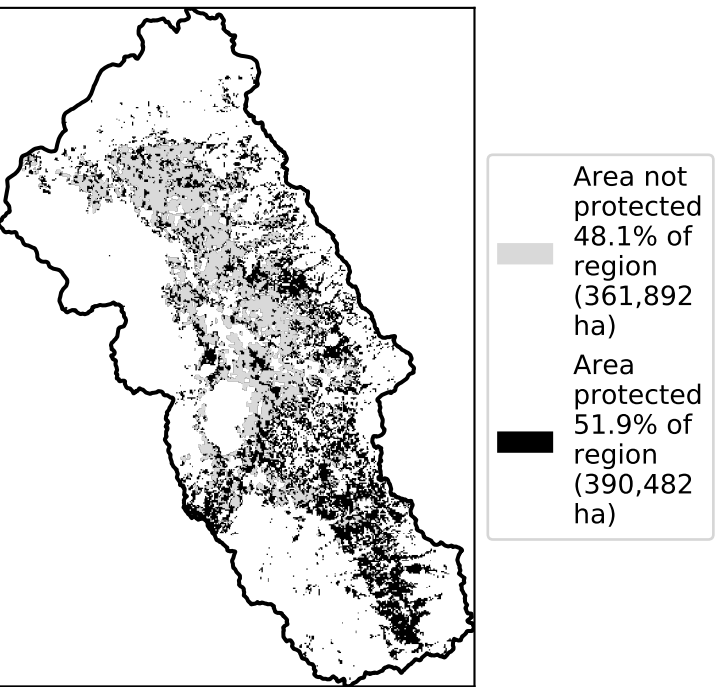 Area not
protected
48.1% of
region
(361,892
ha)
Area
protected
51.9% of
region
(390,482
ha)